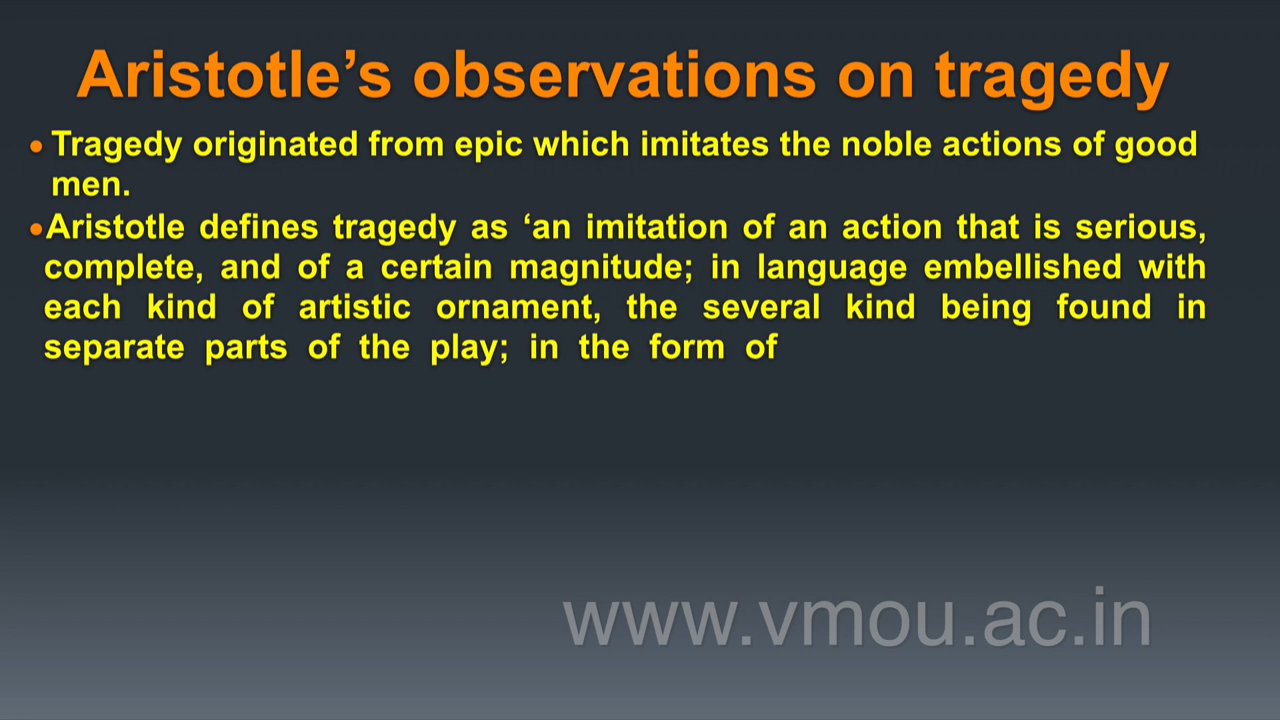 Aristotle’s observations on tragedy
• Tragedy originated from epic which imitates the noble actions of good
men.
•Aristotle defines tragedy as ‘an imitation of an action that is serious,
complete, and of a certain magnitude; in language embellished with
each kind of artistic ornament, the several kind being found in
separate parts of the play; in the form of
www.vmou.ac.in